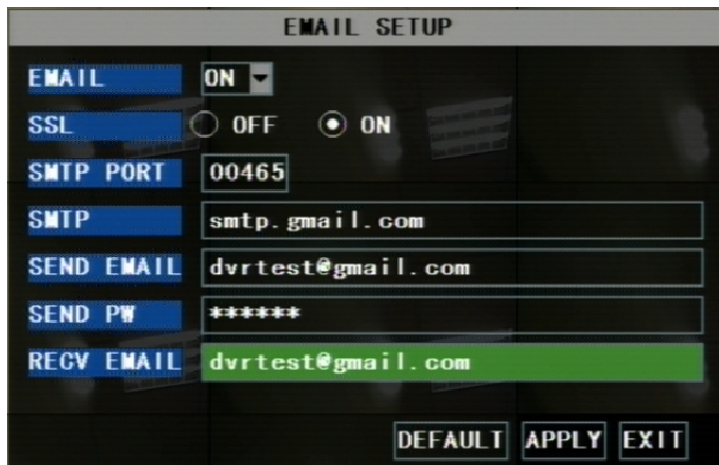 EMAIL SETUP
EMAIL ON
SSL OFF ON
SMTP PORT 00465
SMTP smtp.gmail.com
SEND EMAIL dvrtest@gmail.com
SEND PW ******
RECV EMAIL dvrtest@gmail.com
DEFAULT APPLY EXIT